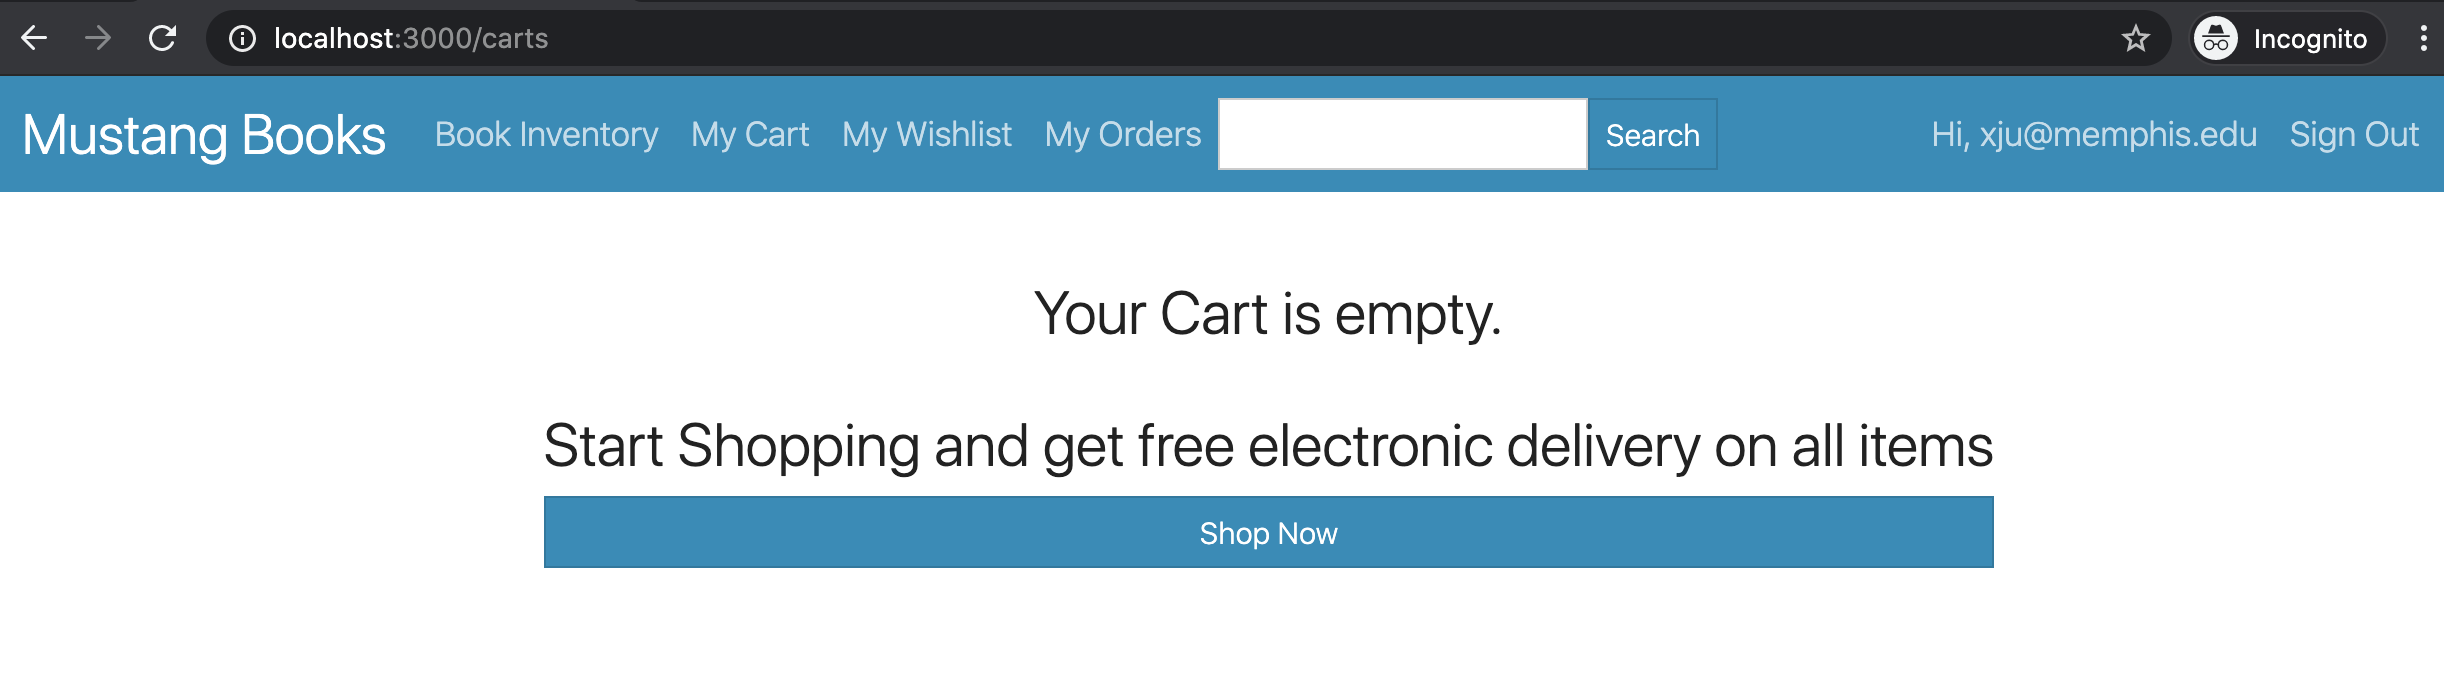 localhost:3000/carts
Incognito
Mustang Books Book Inventory My Cart My Wishlist My Orders Search Hi, xju@memphis.edu Sign Out
Your Cart is empty.
Start Shopping and get free electronic delivery on all items
Shop Now